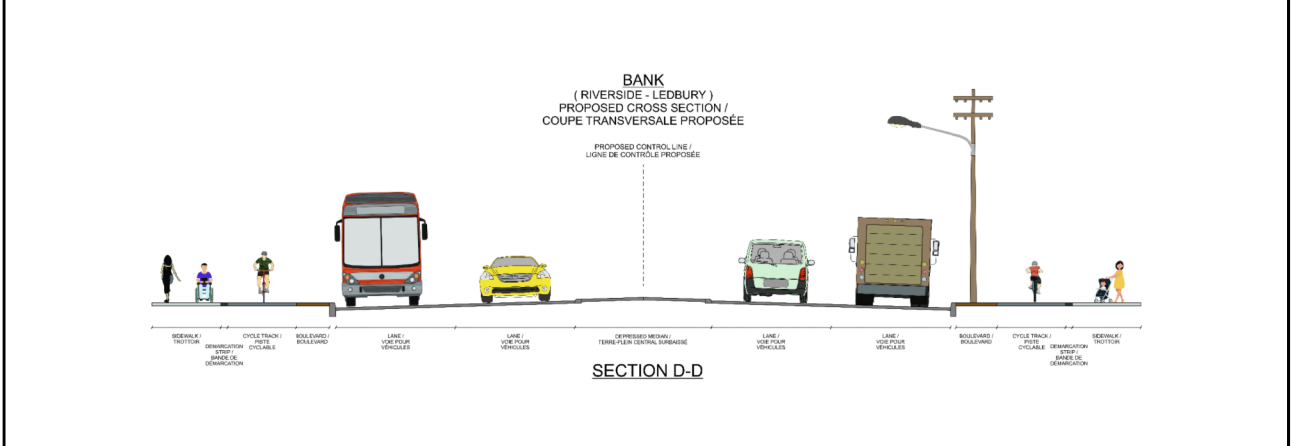 BANK
( RIVERSIDE - LEDBURY )
PROPOSED CROSS SECTION /
COUPE TRANSVERSALE PROPOSÉE
PROPOSED CONTROL LINE /
LIGNE DE CONTRÔLE PROPOSÉE
SIDEWALK /
TROTTOIR
DEMARCATION
STRIP /
BANDE DE
DÉMARCATION
CYCLE TRACK /
PISTE
CYCLABLE
BOULEVARD /
BOULEVARD
LANE /
VOIE POUR
VÉHICULES
LANE /
VOIE POUR
VÉHICULES
DEPRESSED MEDIAN /
TERRE-PLEIN CENTRAL SURBAISSÉ
LANE /
VOIE POUR
VÉHICULES
LANE /
VOIE POUR
VÉHICULES
BOULEVARD /
BOULEVARD
CYCLE TRACK /
PISTE
CYCLABLE
DEMARCATION
STRIP /
BANDE DE
DÉMARCATION
SIDEWALK /
TROTTOIR
SECTION D-D